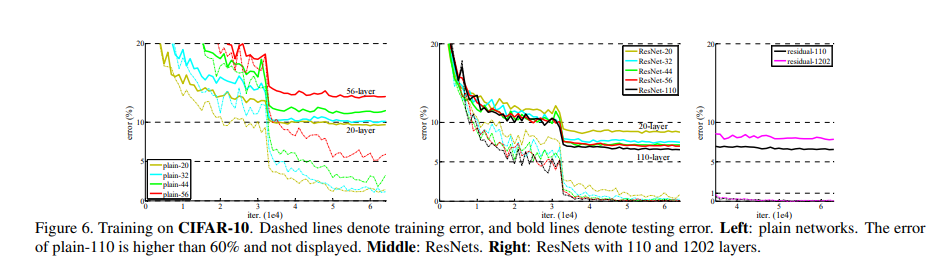 20
10
5
0
error (%)
0 1 2 3 4 5 6
iter. (1e4)
56-layer
20-layer
plain-20
plain-32
plain-44
plain-56
20
10
5
0
error (%)
0 1 2 3 4 5 6
iter. (1e4)
ResNet-20
ResNet-32
ResNet-44
ResNet-56
ResNet-110
20-layer
110-layer
20
10
5
1
0
error (%)
4 5 6
iter. (1e4)
residual-110
residual-1202
Figure 6. Training on CIFAR-10. Dashed lines denote training error, and bold lines denote testing error. Left: plain networks. The error
of plain-110 is higher than 60% and not displayed. Middle: ResNets. Right: ResNets with 110 and 1202 layers.